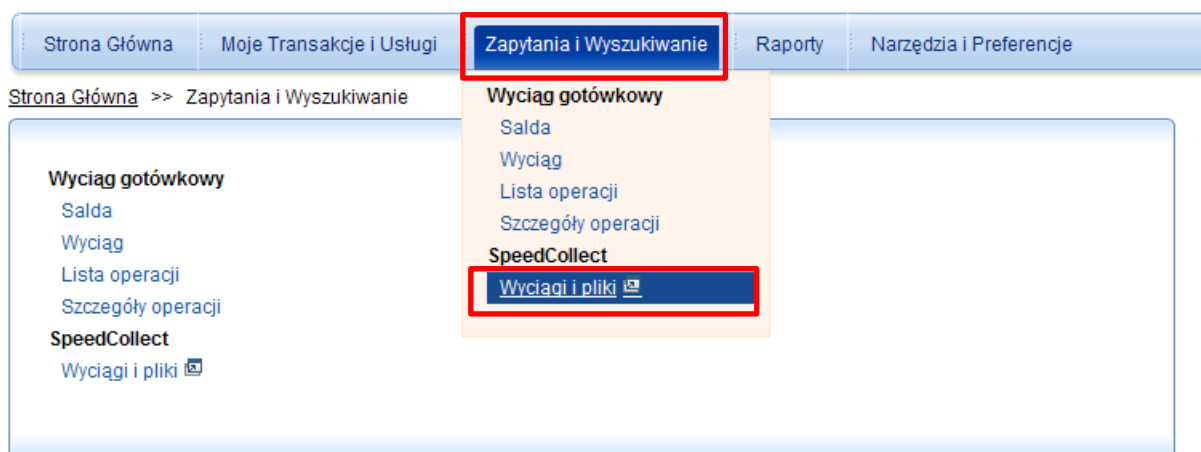 Strona Główna Moje Transakcje i Usługi Zapytania i Wyszukiwanie Raporty Narzędzia i Preferencje
Strona Główna >> Zapytania i Wyszukiwanie
Wyciąg gotówkowy
Salda
Wyciąg
Lista operacji
Szczegóły operacji
SpeedCollect
Wyciągi i pliki
Wyciąg gotówkowy
Salda
Wyciąg
Lista operacji
Szczegóły operacji
SpeedCollect
Wyciągi i pliki